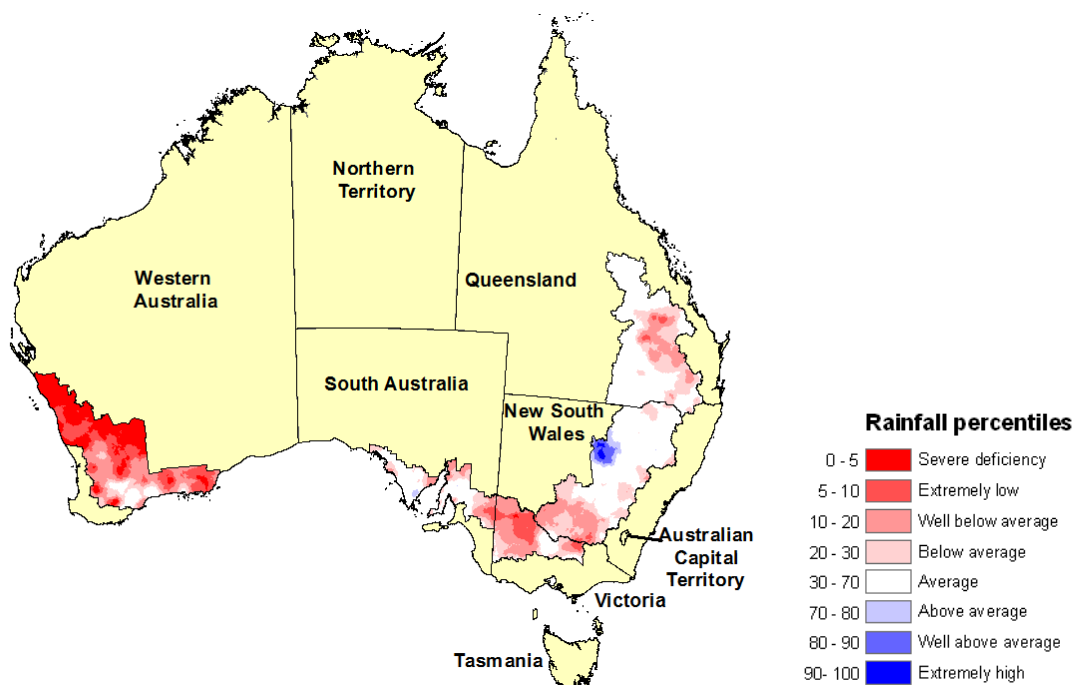 Northern
Territory
Western
Australia
Queensland
South Australia
New South
Wales
Australian
Capital
Territory
Victoria
Tasmania
Rainfall percentiles
0 - 5 Severe deficiency
5 - 10 Extremely low
10 - 20 Well below average
20 - 30 Below average
30 - 70 Average
70 - 80 Above average
80 - 90 Well above average
90- 100 Extremely high